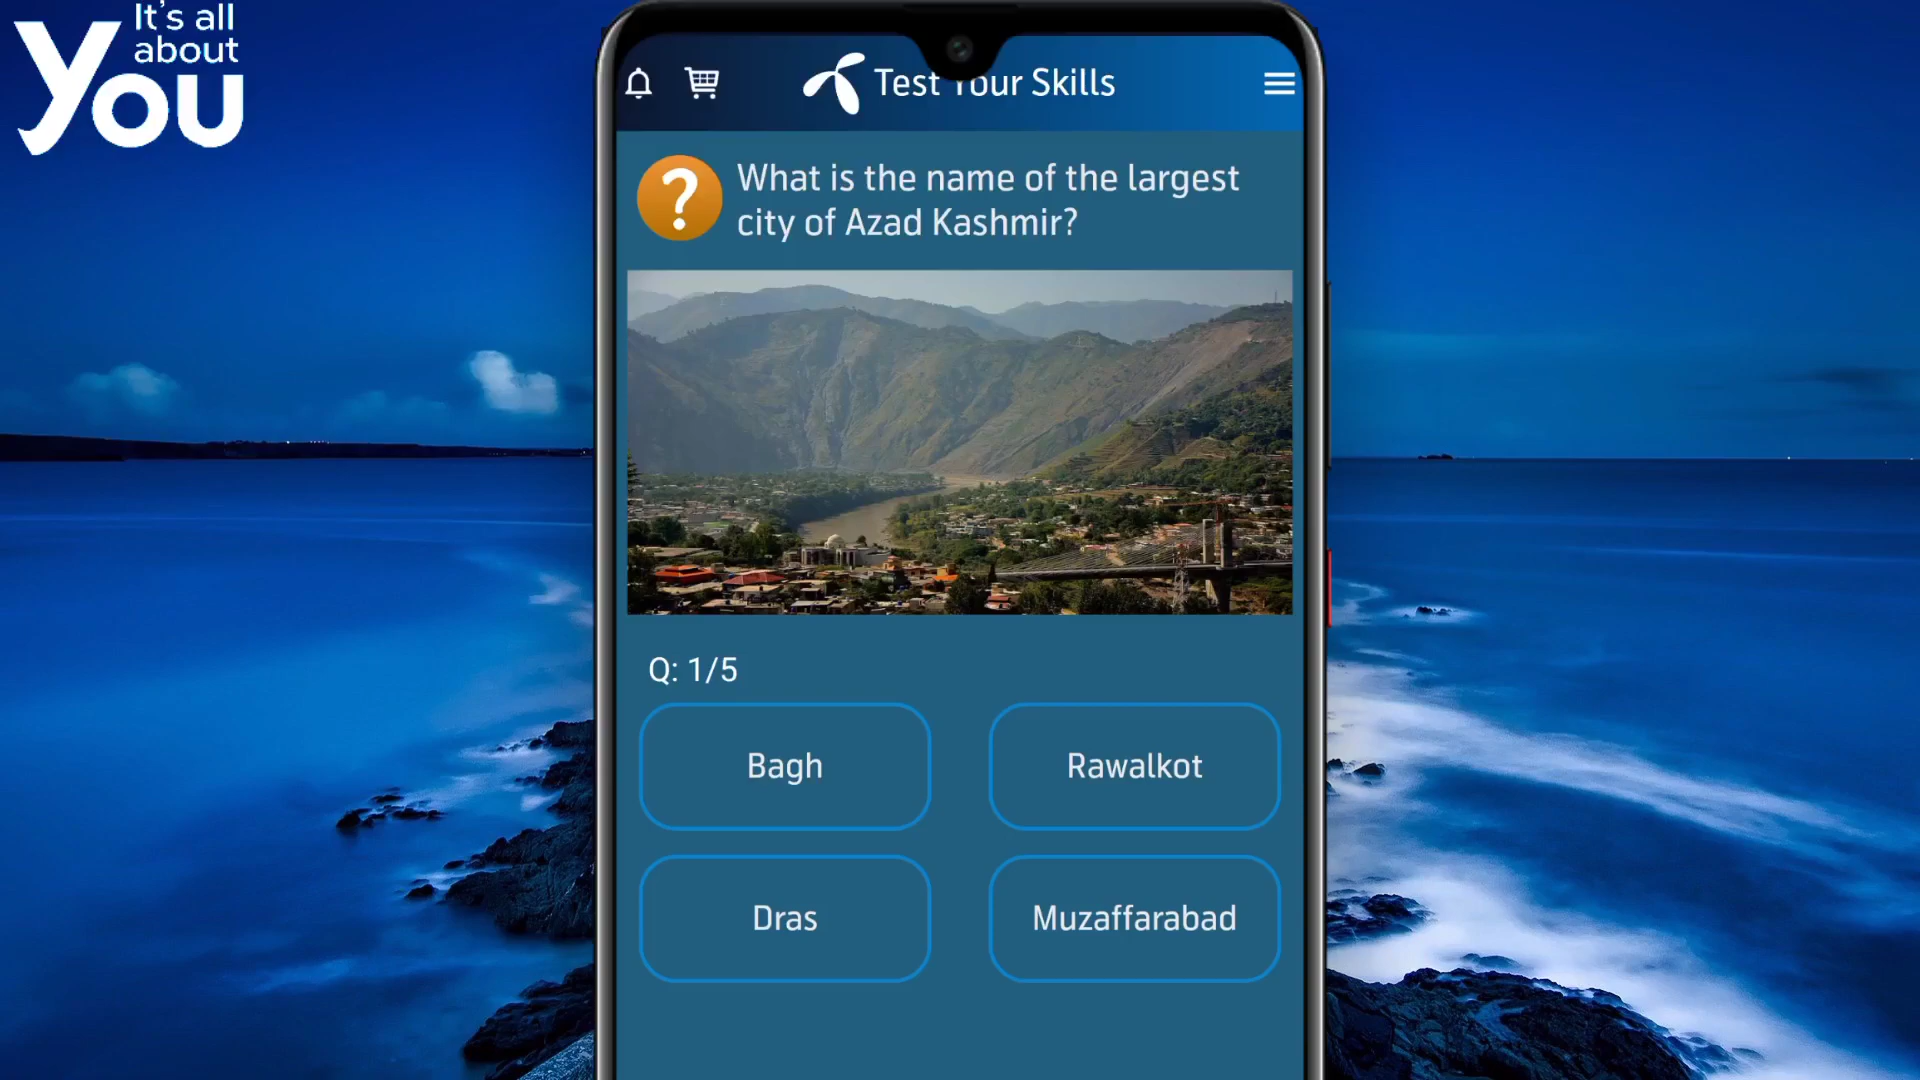 It's all
about
You
Test Your Skills
?
What is the name of the largest
city of Azad Kashmir?
Q: 1/5
Bagh
Rawalkot
Dras
Muzaffarabad